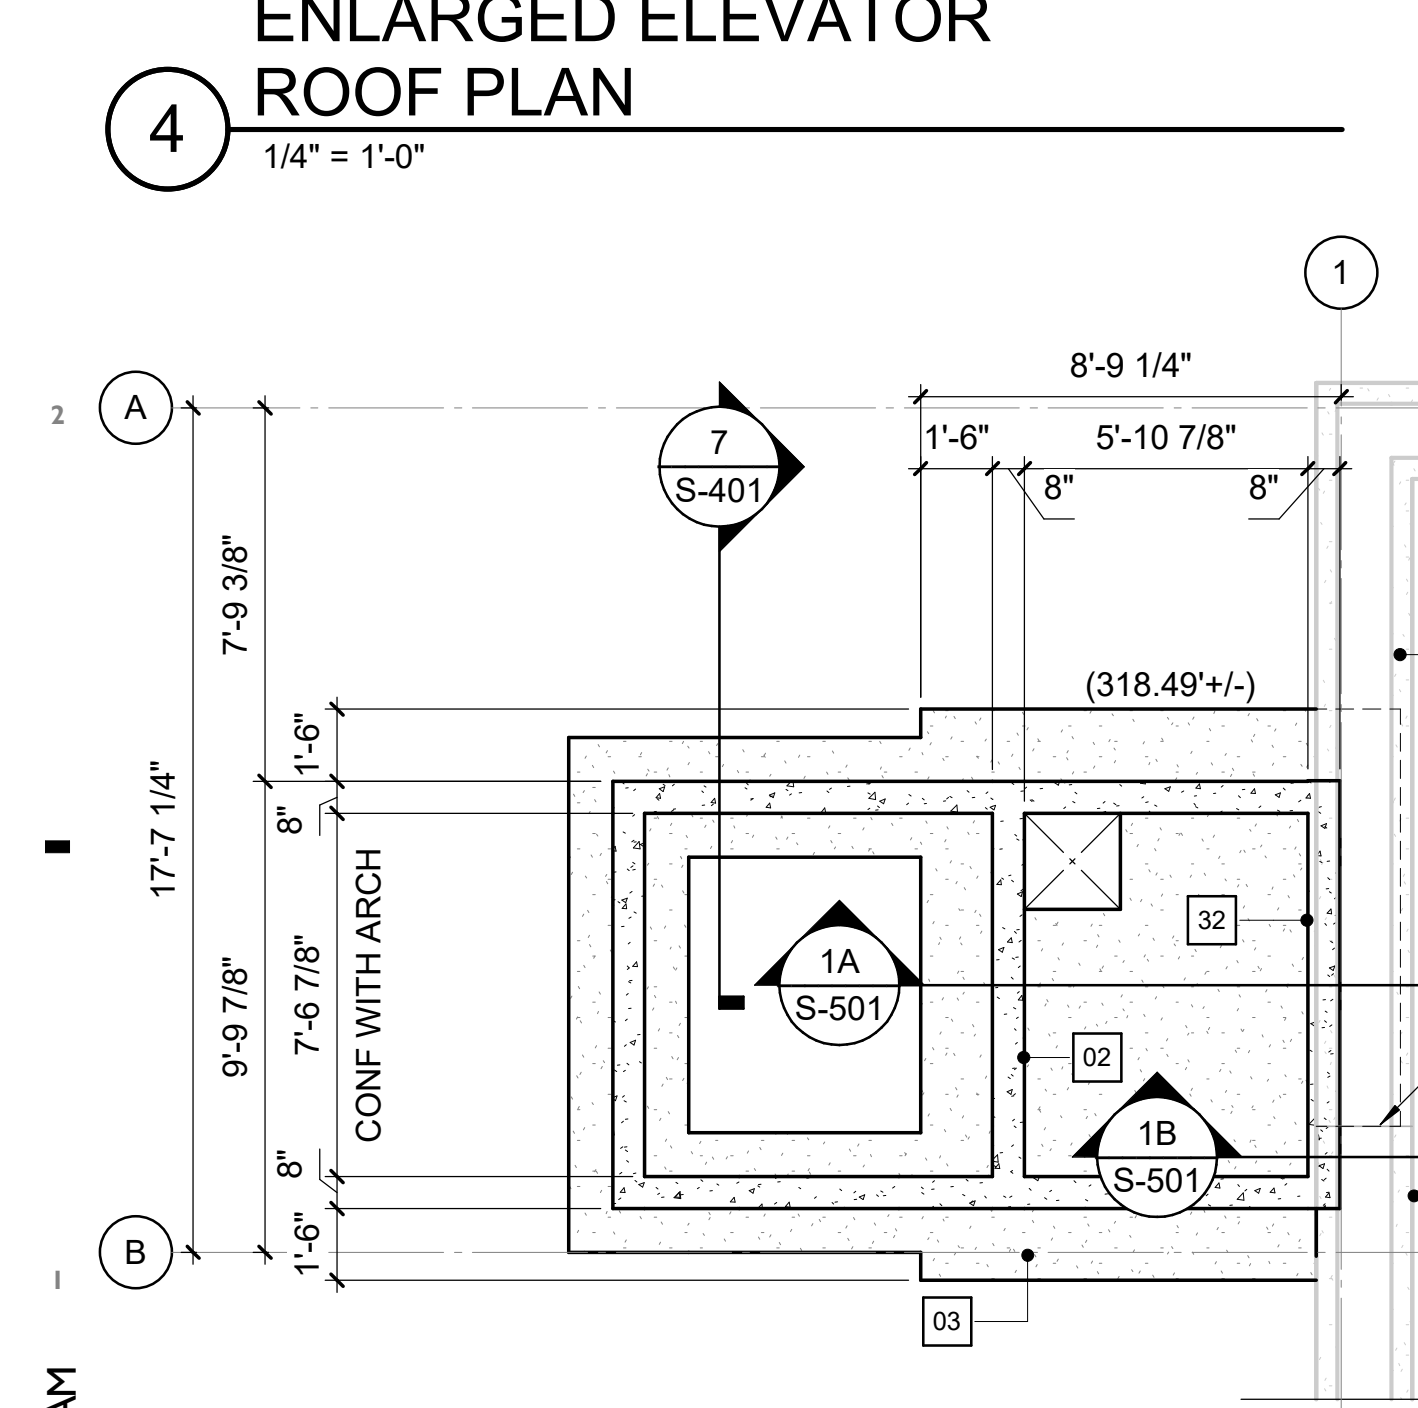 ENLARGED ELEVATOR
ROOF PLAN
4
1/4" = 1'-0"
1
8'-9 1/4"
2
A
1'-6"
5'-10 7/8"
7
S-401
8"
8"
7'-9 3/8"
(318.49'+/-)
1'-6"
17'-7 1/4"
8"
CONF WITH ARCH
32
1A
S-501
7'-6 7/8"
9'-9 7/8"
02
1B
S-501
8"
1'-6"
B
1
03
AM